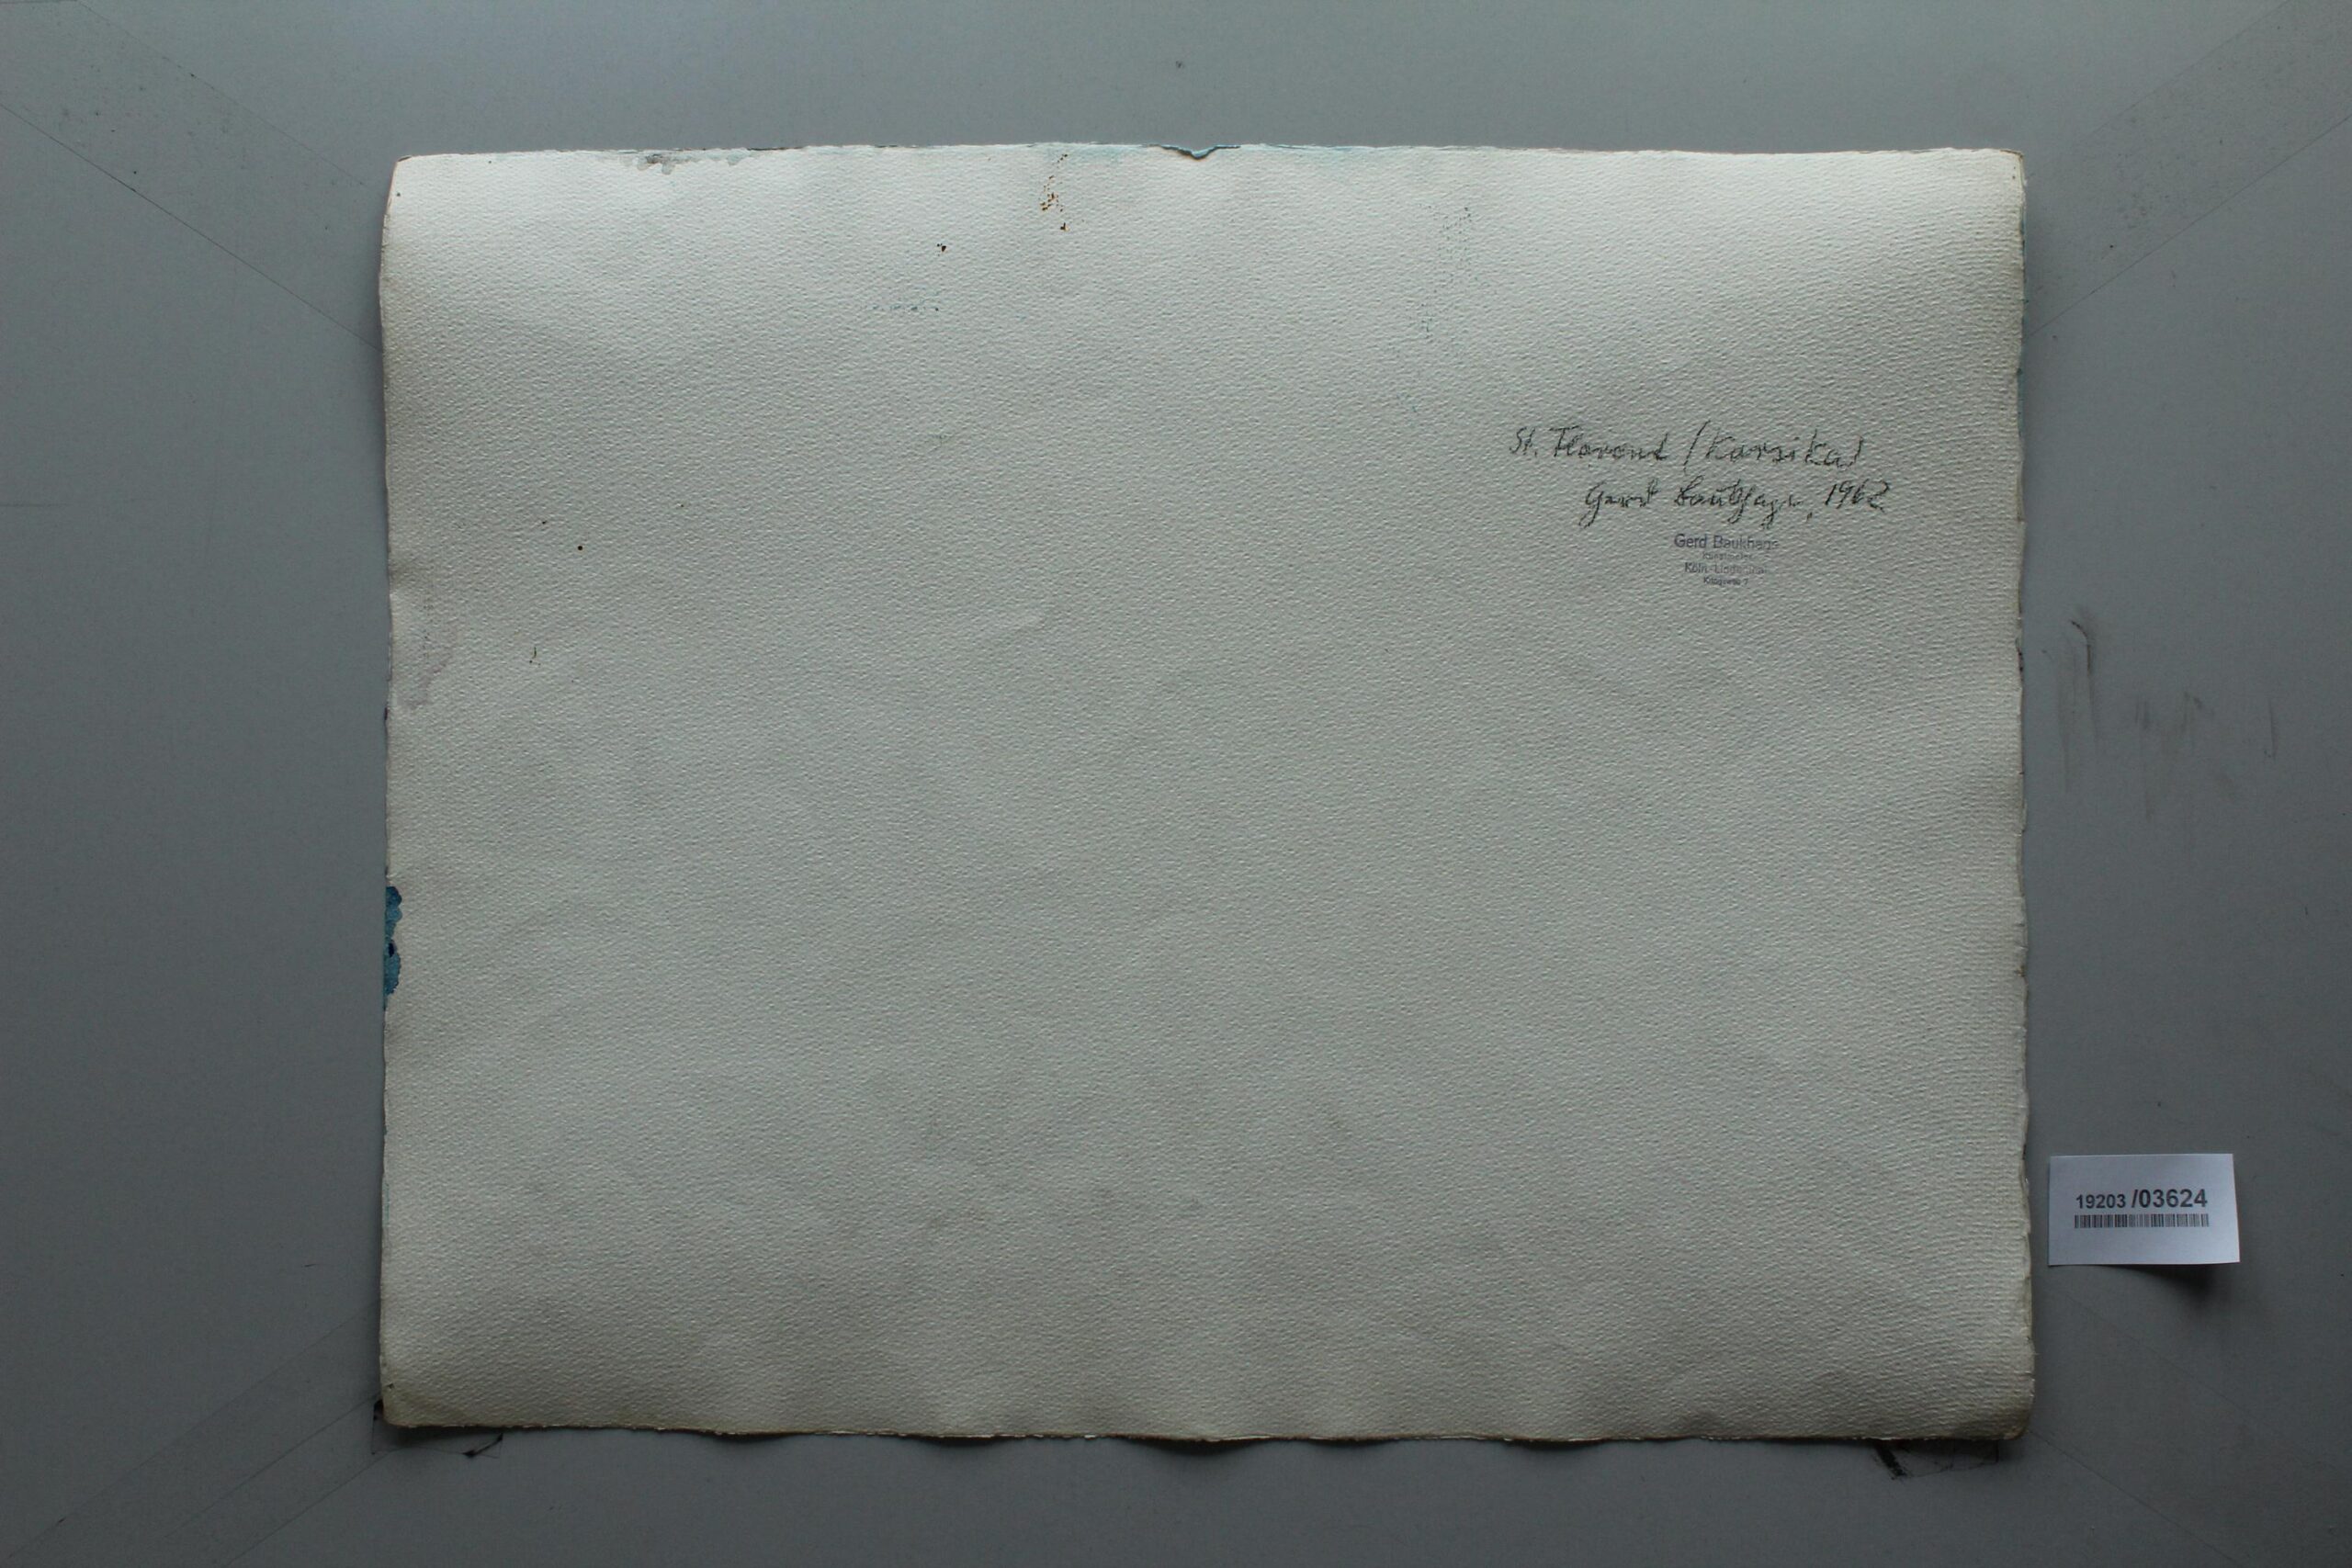 St. Florent (Korsika)
Gerd Baukhage, 1962
Gerd Baukhage
Köln-
19203/03624